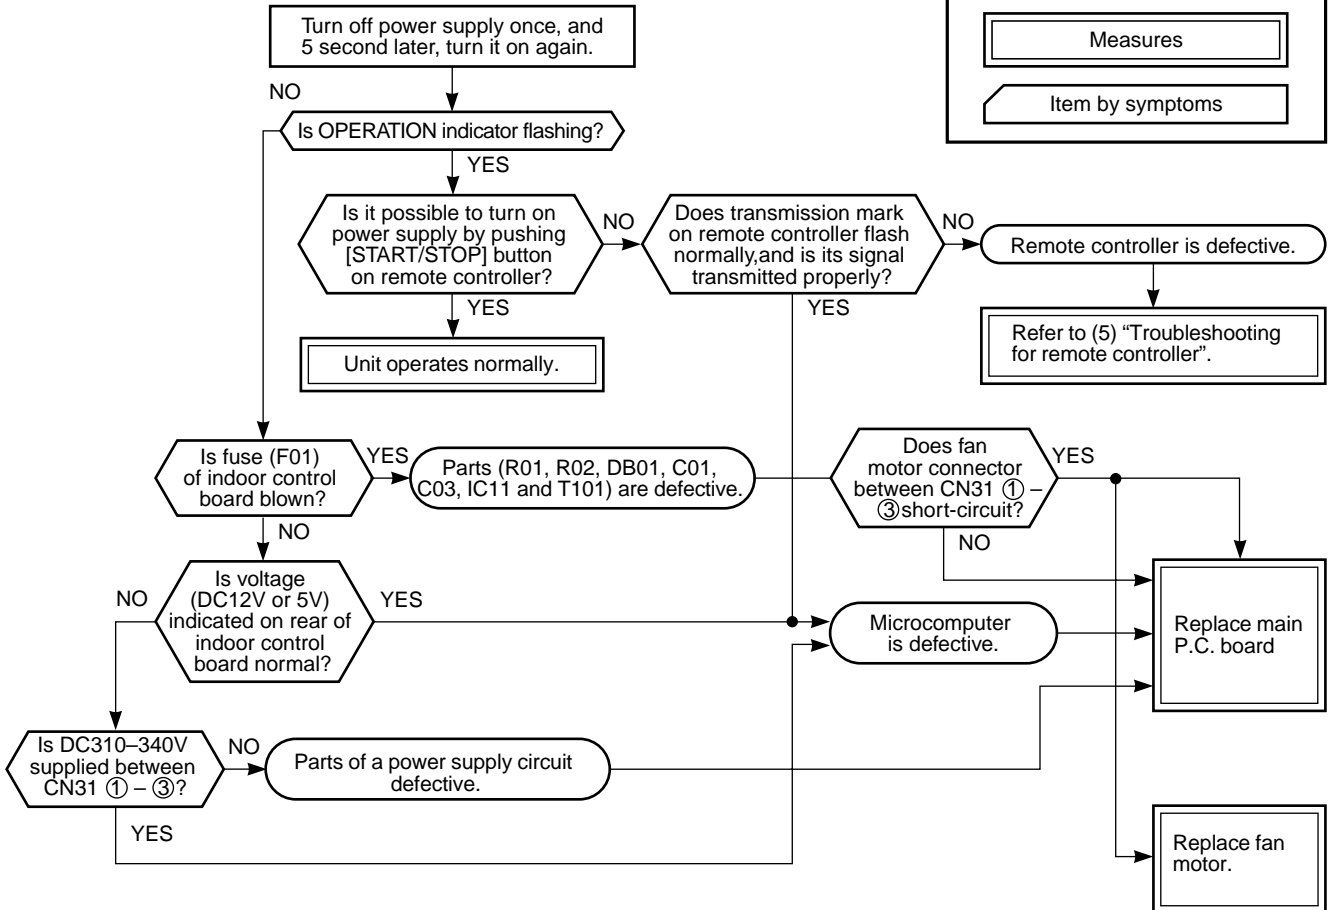 Turn off power supply once, and
5 second later, turn it on again.
Measures
Item by symptoms
NO
Is OPERATION indicator flashing?
YES
Is it possible to turn on
power supply by pushing
[START/STOP] button
on remote controller?
NO
Does transmission mark
on remote controller flash
normally,and is its signal
transmitted properly?
NO
Remote controller is defective.
YES
YES
Unit operates normally.
Refer to (5) “Troubleshooting
for remote controller”.
Is fuse (F01)
of indoor control
board blown?
YES
Parts (R01, R02, DB01, C01,
C03, IC11 and T101) are defective.
Does fan
motor connector
between CN31 ① –
③short-circuit?
YES
NO
NO
Is voltage
(DC12V or 5V)
indicated on rear of
indoor control
board normal?
NO
YES
Microcomputer
is defective.
Replace main
P.C. board
Is DC310–340V
supplied between
CN31 ① – ③?
NO
Parts of a power supply circuit
defective.
YES
Replace fan
motor.